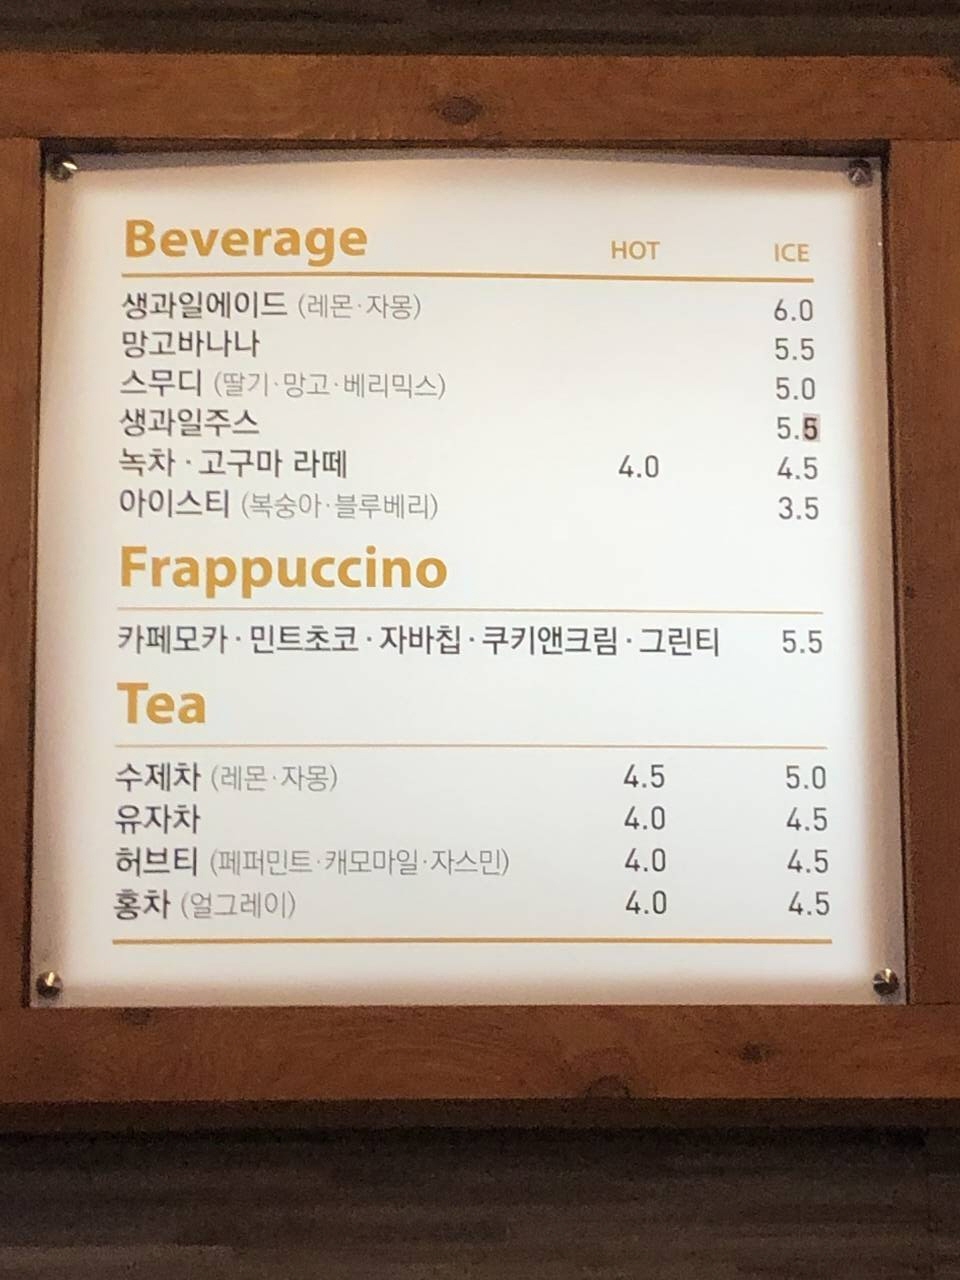 Beverage HOT ICE
생과일에이드 (레몬·자몽) 6.0
망고바나나 5.5
스무디 (딸기·망고·베리믹스) 5.0
생과일주스 5.5
녹차·고구마 라떼 4.0 4.5
아이스티 (복숭아·블루베리) 3.5
Frappuccino
카페모카·민트초코·자바칩·쿠키앤크림·그린티 5.5
Tea
수제차 (레몬·자몽) 4.5 5.0
유자차 4.0 4.5
허브티 (페퍼민트·캐모마일·자스민) 4.0 4.5
홍차 (얼그레이) 4.0 4.5